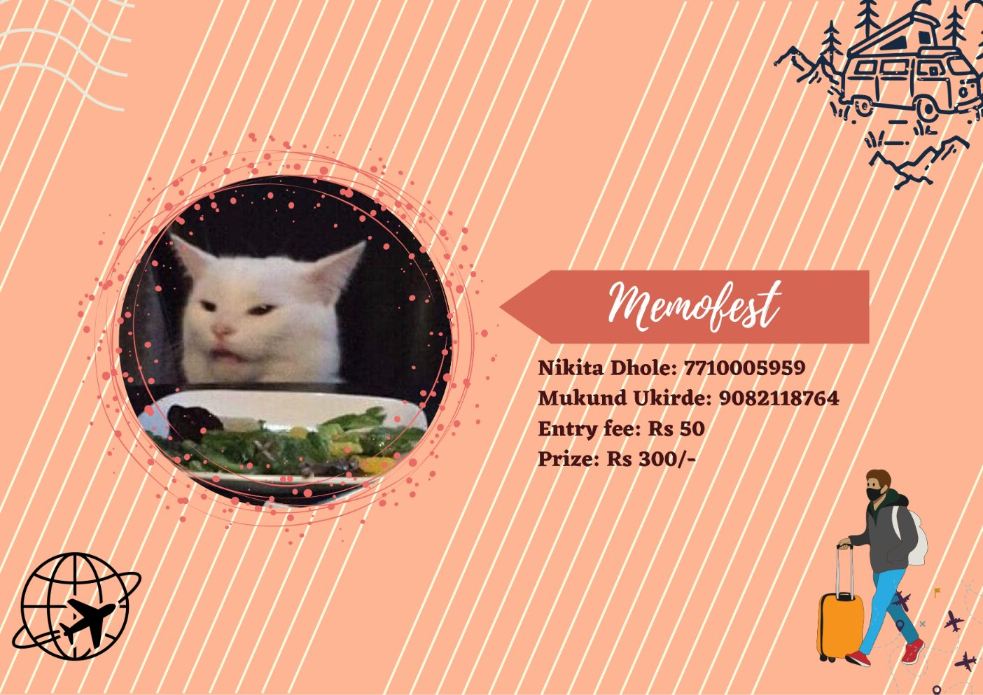 Memofest
Nikita Dhole: 7710005959
Mukund Ukirde: 9082118764
Entry fee: Rs 50
Prize: Rs 300/-